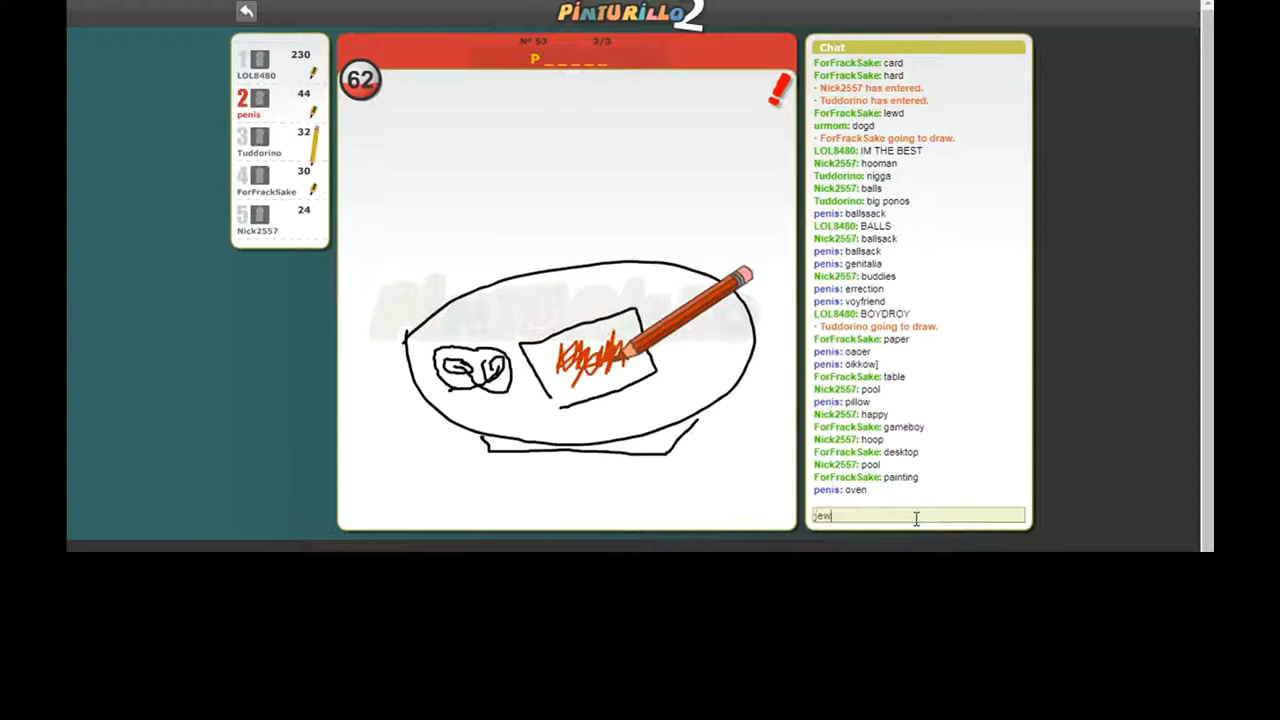 PiNTURiLLO 2
Nº 53 3/3
P _ _ _ _ _
62
1 230
LOL8480
2 44
penis
3 32
Tuddorino
4 30
ForFrackSake
5 24
Nick2557
Chat
ForFrackSake: card
ForFrackSake: hard
· Nick2557 has entered.
· Tuddorino has entered.
ForFrackSake: lewd
urmom: dogd
· ForFrackSake going to draw.
LOL8480: IM THE BEST
Nick2557: hooman
Tuddorino: nigga
Nick2557: balls
Tuddorino: big ponos
penis: ballssack
LOL8480: BALLS
Nick2557: ballsack
penis: ballsack
penis: genitalia
Nick2557: buddies
penis: errection
penis: voyfriend
LOL8480: BOYDROY
· Tuddorino going to draw.
ForFrackSake: paper
penis: oaoer
penis: oikkow]
ForFrackSake: table
Nick2557: pool
penis: pillow
Nick2557: happy
ForFrackSake: gameboy
Nick2557: hoop
ForFrackSake: desktop
Nick2557: pool
ForFrackSake: painting
penis: oven
jew